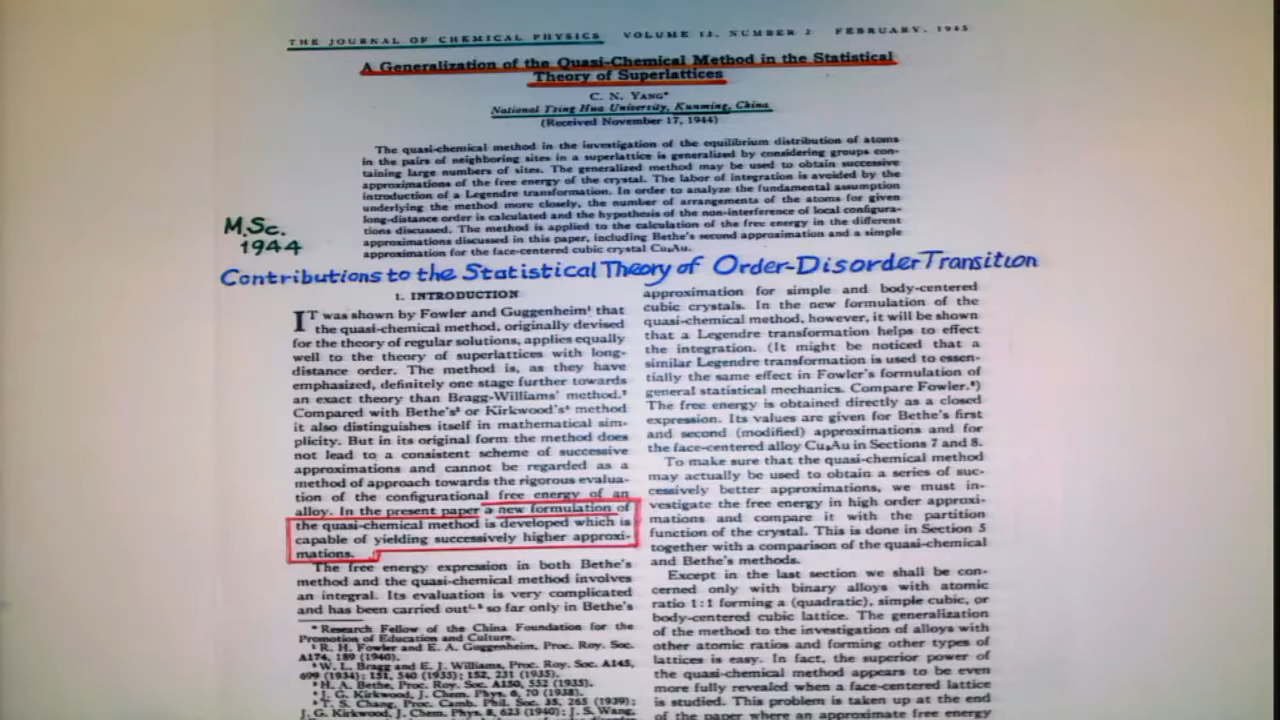 THE JOURNAL OF CHEMICAL PHYSICS VOLUME 13, NUMBER 2 FEBRUARY, 1945
A Generalization of the Quasi-Chemical Method in the Statistical
Theory of Superlattices
C. N. YANG*
National Tsing Hua University, Kunming, China
(Received November 17, 1944)
The quasi-chemical method in the investigation of the equilibrium distribution of atoms
in the pairs of neighboring sites in a superlattice is generalized by considering groups con-
taining large numbers of sites. The generalized method may be used to obtain successive
approximations of the free energy of the crystal. The labor of integration is avoided by the
introduction of a Legendre transformation. In order to analyze the fundamental assumption
underlying the method more closely, the number of arrangements of the atoms for given
long-distance order is calculated and the hypothesis of the non-interference of local configura-
tions discussed. The method is applied to the calculation of the free energy in the different
approximations discussed in this paper, including Bethe's second approximation and a simple
approximation for the face-centered cubic crystal Cu₃Au.
M.Sc.
1944
Contributions to the Statistical Theory of Order-Disorder Transition
1. INTRODUCTION
IT was shown by Fowler and Guggenheim¹ that
the quasi-chemical method, originally devised
for the theory of regular solutions, applies equally
well to the theory of superlattices with long-
distance order. The method is, as they have
emphasized, definitely one stage further towards
an exact theory than Bragg-Williams' method.²
Compared with Bethe's³ or Kirkwood's⁴ method
it also distinguishes itself in mathematical sim-
plicity. But in its original form the method does
not lead to a consistent scheme of successive
approximations and cannot be regarded as a
method of approach towards the rigorous evalua-
tion of the configurational free energy of an
alloy. In the present paper a new formulation of
the quasi-chemical method is developed which is
capable of yielding successively higher approxi-
mations.
The free energy expression in both Bethe's
method and the quasi-chemical method involves
an integral. Its evaluation is very complicated
and has been carried out so far only in Bethe's
* Research Fellow of the China Foundation for the
Promotion of Education and Culture.
¹ R. H. Fowler and E. A. Guggenheim, Proc. Roy. Soc.
A174, 189 (1940).
² W. L. Bragg and E. J. Williams, Proc. Roy. Soc. A145,
699 (1934); 151, 540 (1935); 152, 231 (1935).
³ H. A. Bethe, Proc. Roy. Soc. A150, 552 (1935).
⁴ J. G. Kirkwood, J. Chem. Phys. 6, 70 (1938).
⁵ T. S. Chang, Proc. Camb. Phil. Soc. 35, 265 (1939);
J. G. Kirkwood, J. Chem. Phys. 8, 623 (1940); J. S. Wang,
approximation for simple and body-centered
cubic crystals. In the new formulation of the
quasi-chemical method, however, it will be shown
that a Legendre transformation helps to effect
the integration. (It might be noticed that a
similar Legendre transformation is used to essen-
tially the same effect in Fowler's formulation of
general statistical mechanics. Compare Fowler.⁶)
The free energy is obtained directly as a closed
expression. Its values are given for Bethe's first
and second (modified) approximations and for
the face-centered alloy Cu₃Au in Sections 7 and 8.
To make sure that the quasi-chemical method
may actually be used to obtain a series of suc-
cessively better approximations, we must in-
vestigate the free energy in high order approxi-
mations and compare it with the partition
function of the crystal. This is done in Section 5
together with a comparison of the quasi-chemical
and Bethe's methods.
Except in the last section we shall be con-
cerned only with binary alloys with atomic
ratio 1:1 forming a (quadratic), simple cubic, or
body-centered cubic lattice. The generalization
of the method to the investigation of alloys with
other atomic ratios and forming other types of
lattices is easy. In fact, the superior power of
the quasi-chemical method appears to be even
more fully revealed when a face-centered lattice
is studied. This problem is taken up at the end
of the paper where an approximate free energy